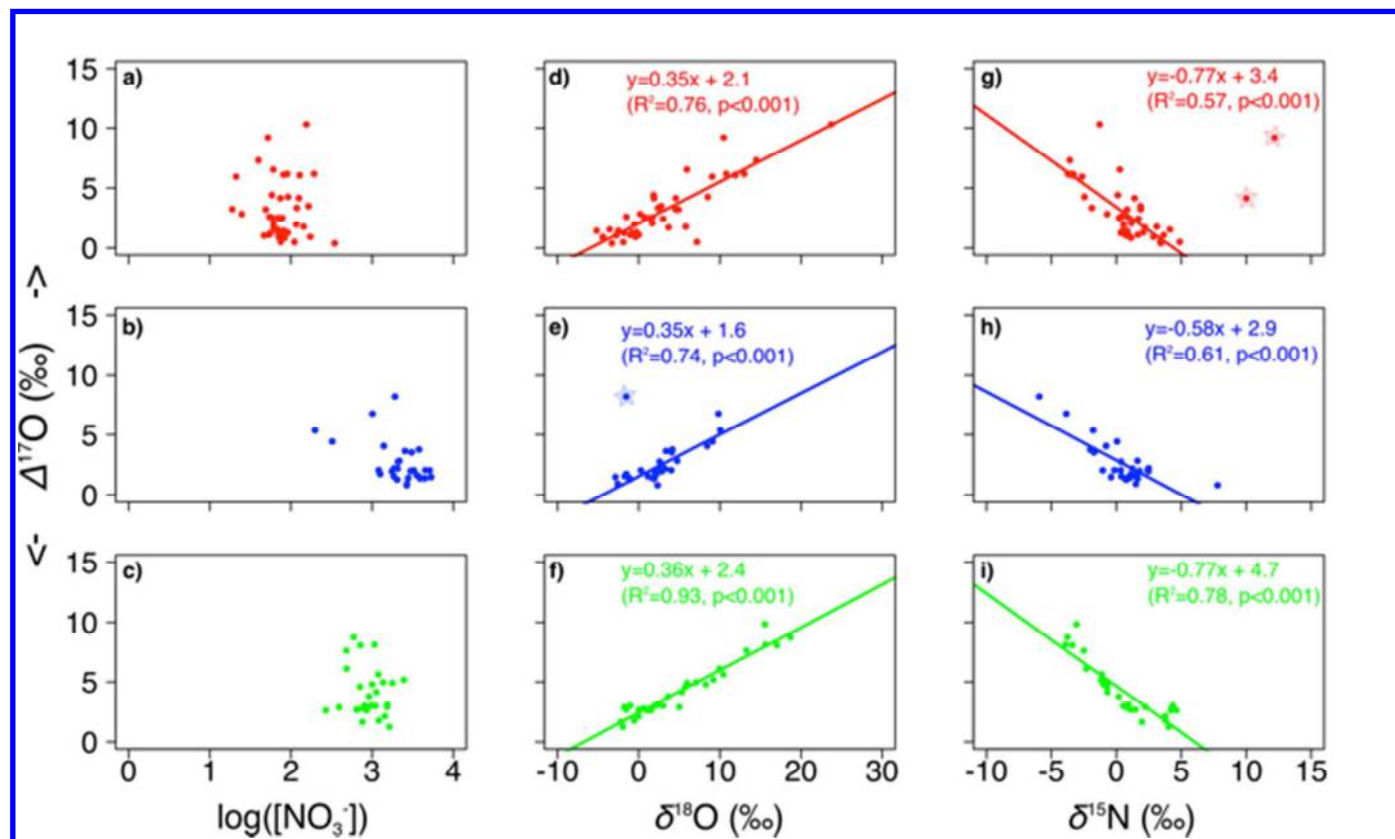 a)
b)
c)
d)
y=0.35x + 2.1
(R²=0.76, p<0.001)
e)
y=0.35x + 1.6
(R²=0.74, p<0.001)
f)
y=0.36x + 2.4
(R²=0.93, p<0.001)
g)
y=-0.77x + 3.4
(R²=0.57, p<0.001)
h)
y=-0.58x + 2.9
(R²=0.61, p<0.001)
i)
y=-0.77x + 4.7
(R²=0.78, p<0.001)
15
10
5
0
15
10
5
0
15
10
5
0
<- Δ¹⁷O (‰) ->
0 1 2 3 4
-10 0 10 20 30
-10 -5 0 5 10 15
log([NO₃⁻])
δ¹⁸O (‰)
δ¹⁵N (‰)